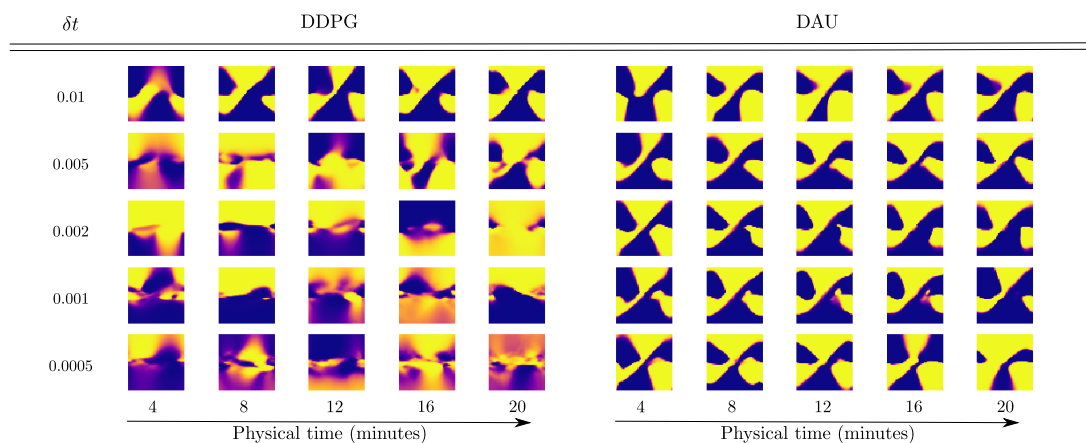 δt DDPG DAU
0.01
0.005
0.002
0.001
0.0005
4 8 12 16 20 4 8 12 16 20
Physical time (minutes) Physical time (minutes)